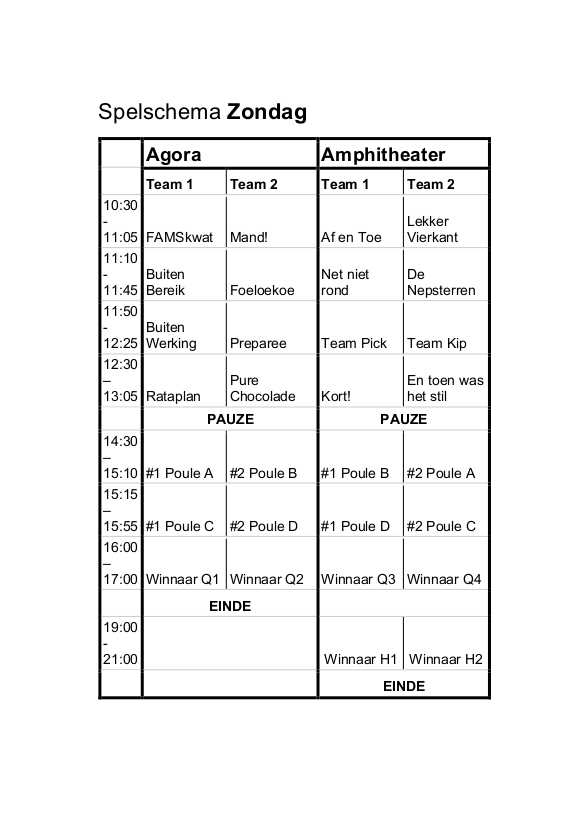 Spelschema Zondag
Agora Amphitheater
Team 1 Team 2 Team 1 Team 2
10:30
- Lekker
11:05 FAMSkwat Mand! Af en Toe Vierkant
11:10
- Buiten Net niet De
11:45 Bereik Foeloekoe rond Nepsterren
11:50
- Buiten
12:25 Werking Preparee Team Pick Team Kip
12:30
– Pure En toen was
13:05 Rataplan Chocolade Kort! het stil
PAUZE PAUZE
14:30
–
15:10 #1 Poule A #2 Poule B #1 Poule B #2 Poule A
15:15
–
15:55 #1 Poule C #2 Poule D #1 Poule D #2 Poule C
16:00
–
17:00 Winnaar Q1 Winnaar Q2 Winnaar Q3 Winnaar Q4
EINDE
19:00
-
21:00 Winnaar H1 Winnaar H2
EINDE